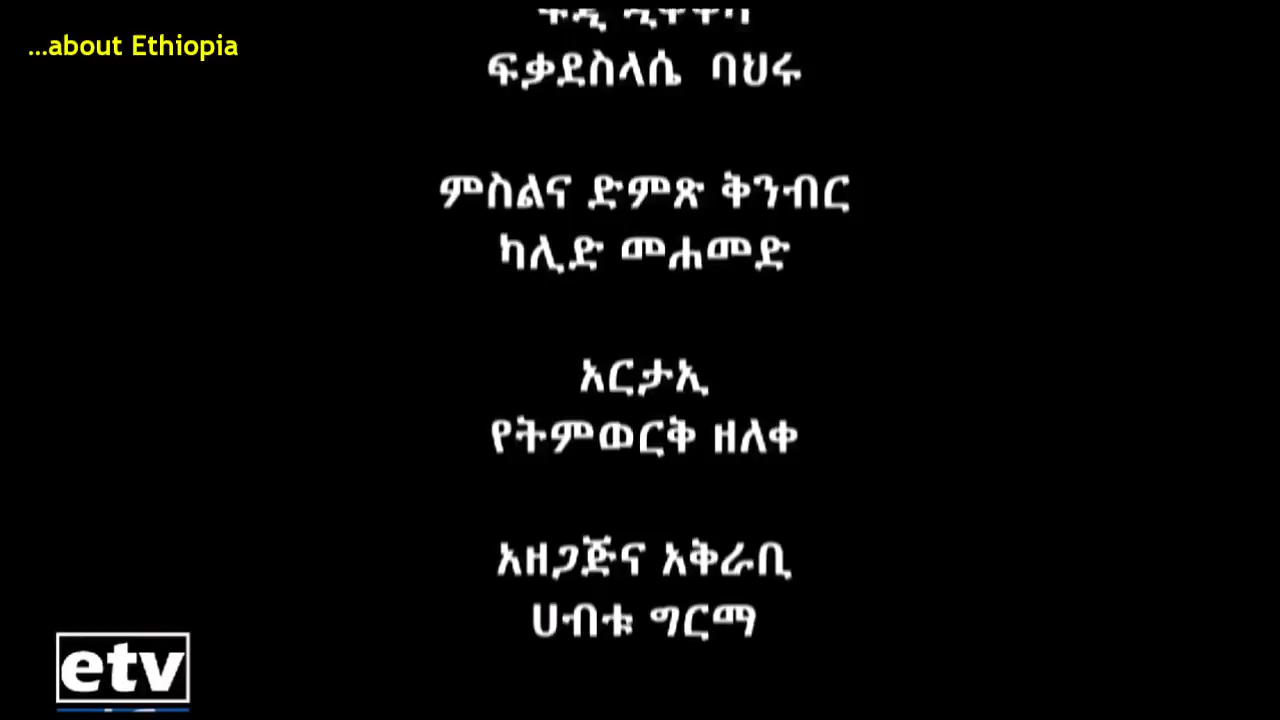 ...about Ethiopia
ፍቃደስላሴ ባህሩ
ምስልና ድምጽ ቅንብር
ካሊድ መሐመድ
አርታኢ
የትምወርቅ ዘለቀ
አዘጋጅና አቅራቢ
ሀብቱ ግርማ
etv